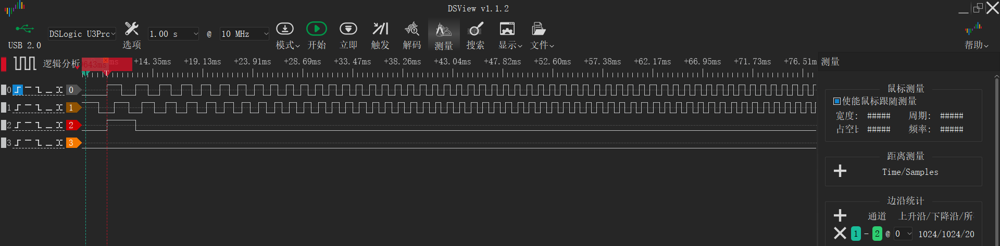 DSView v1.1.2
USB 2.0
DSLogic U3Pro
选项
1.00 s
@
10 MHz
模式
开始
立即
触发
解码
测量
搜索
显示
文件
帮助
逻辑分析
643ms
ms
+14.35ms +19.13ms +23.91ms +28.69ms +33.47ms +38.26ms +43.04ms +47.82ms +52.60ms +57.38ms +62.17ms +66.95ms +71.73ms +76.51m
0 0
1 1
2 2
3 3
测量
鼠标测量
使能鼠标跟随测量
宽度: ##### 周期: #####
占空比 ##### 频率: #####
距离测量
Time/Samples
边沿统计
通道 上升沿/下降沿/所
1 - 2 @ 0 1024/1024/20